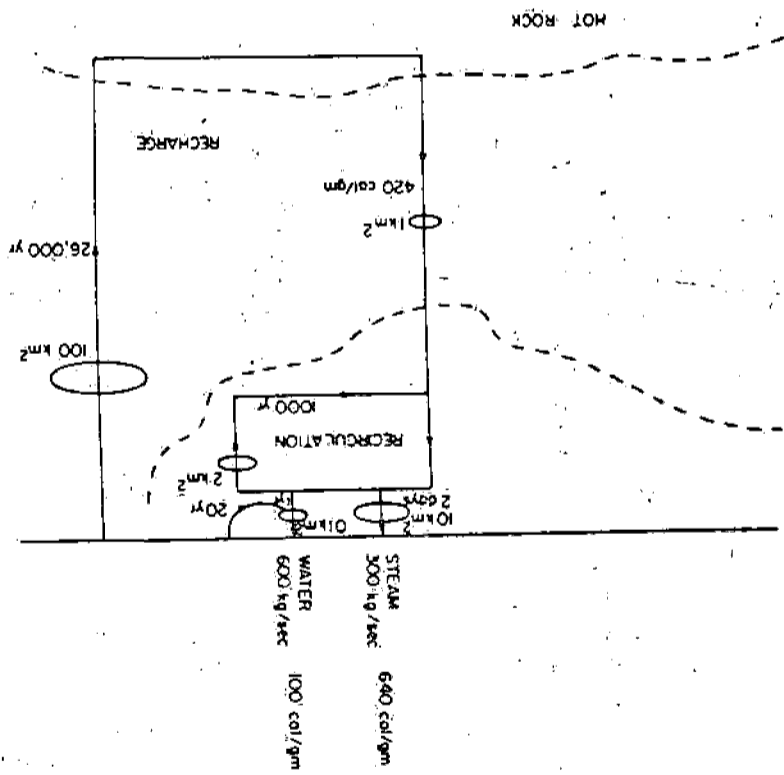 STEAM
300 kg/sec 640 cal/gm
WATER
600 kg/sec 100 cal/gm
10 km²
2 days
0.1 km²
20 yr
2 km²
RECIRCULATION
1000 yr
100 km²
1 km²
26,000 yr
420 cal/gm
RECHARGE
HOT ROCK